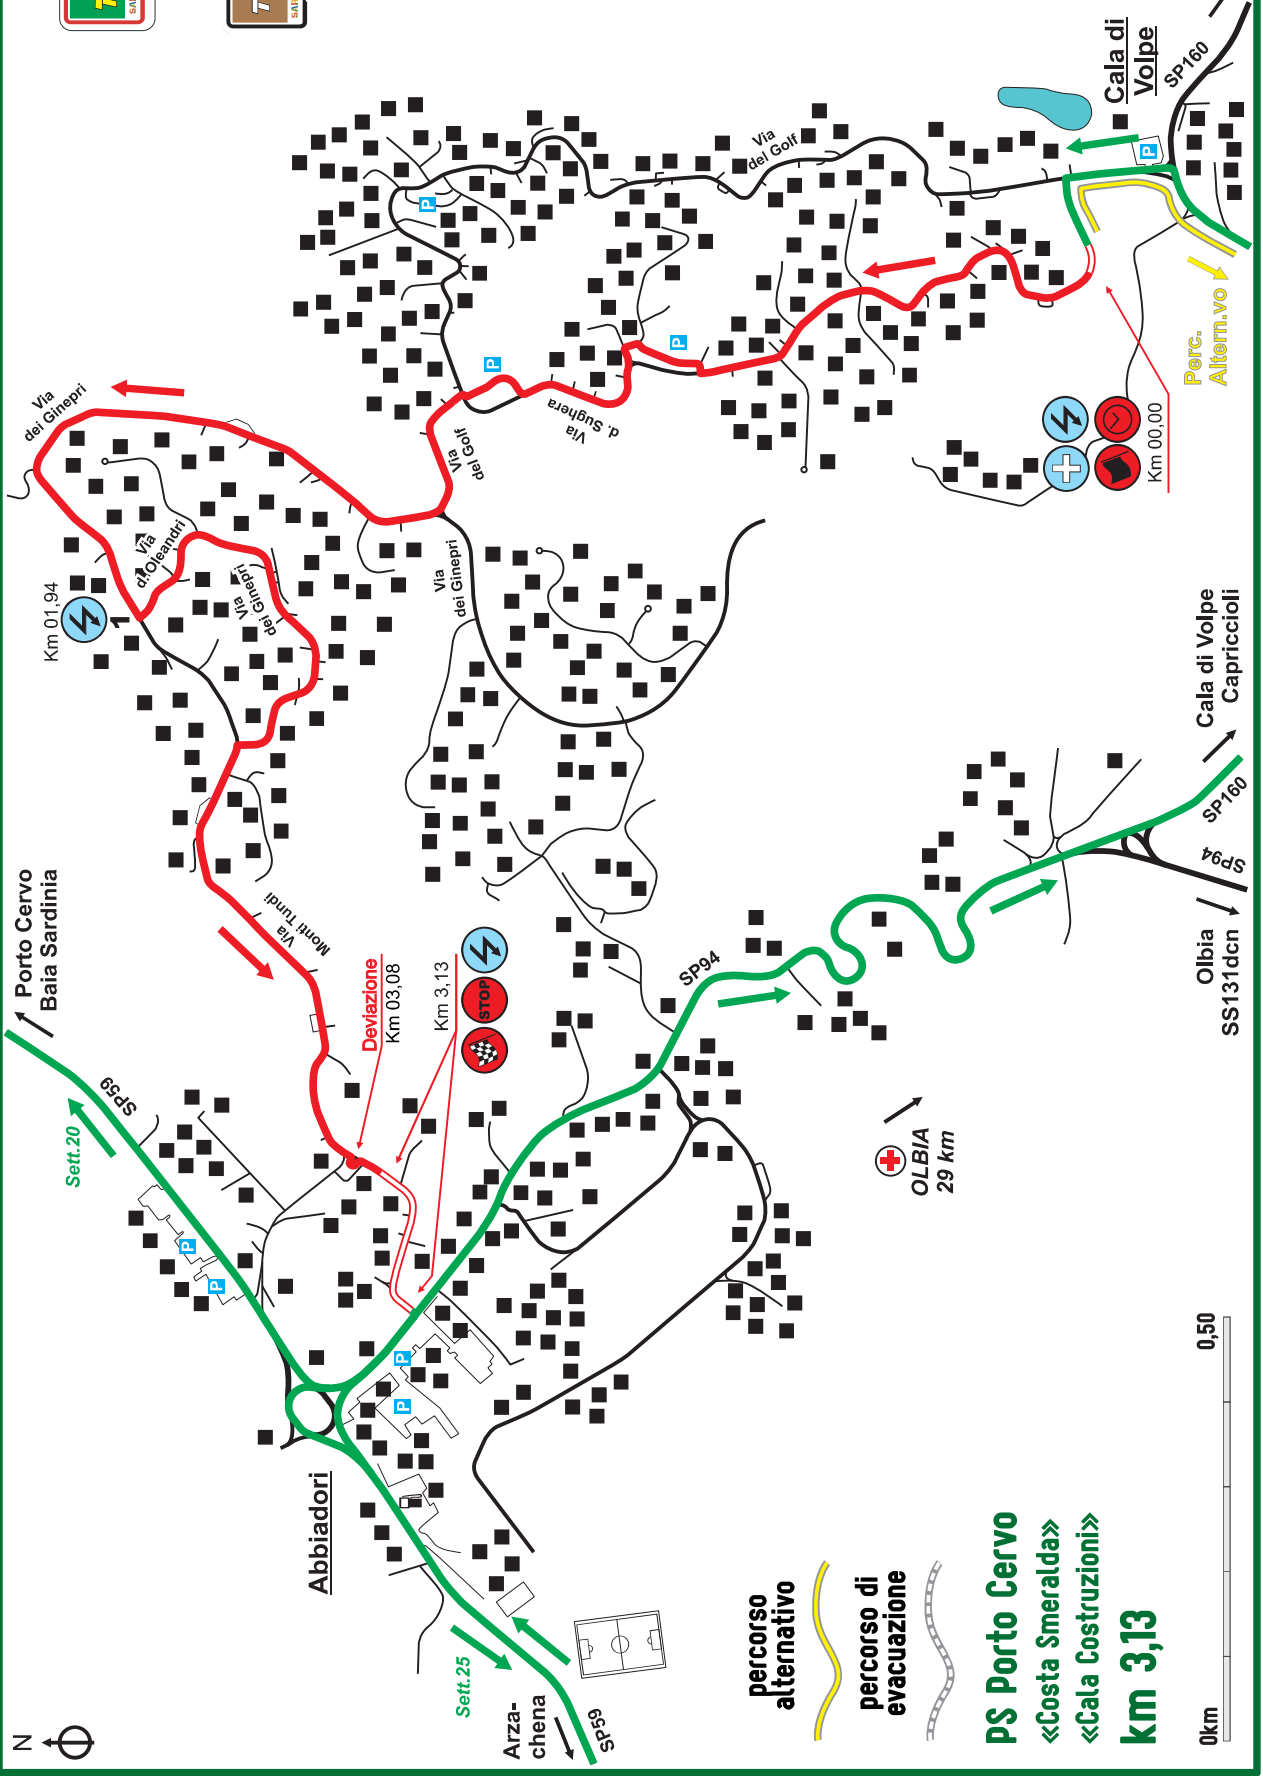 Cala di
Volpe
SP160
Via
del Golf
Perc.
Altern.vo
Km 00,00
Via
d. Sughera
Via
del Golf
Via
dei Ginepri
Via
dei Ginepri
Via
d. Oleandri
Via
dei Ginepri
Km 01,94
1
Via
Monti Tundi
Porto Cervo
Baia Sardinia
Deviazione
Km 03,08
Km 3,13
STOP
SP59
Sett.20
SP94
Cala di Volpe
Capriccioli
SP160
SP94
Olbia
SS131dcn
OLBIA
29 km
Abbiadori
Sett.25
Arza-
chena
SP59
N
P
P
P
P
P
P
P
P
percorso
alternativo
percorso di
evacuazione
PS Porto Cervo
«Costa Smeralda»
«Cala Costruzioni»
km 3,13
0km
0,50